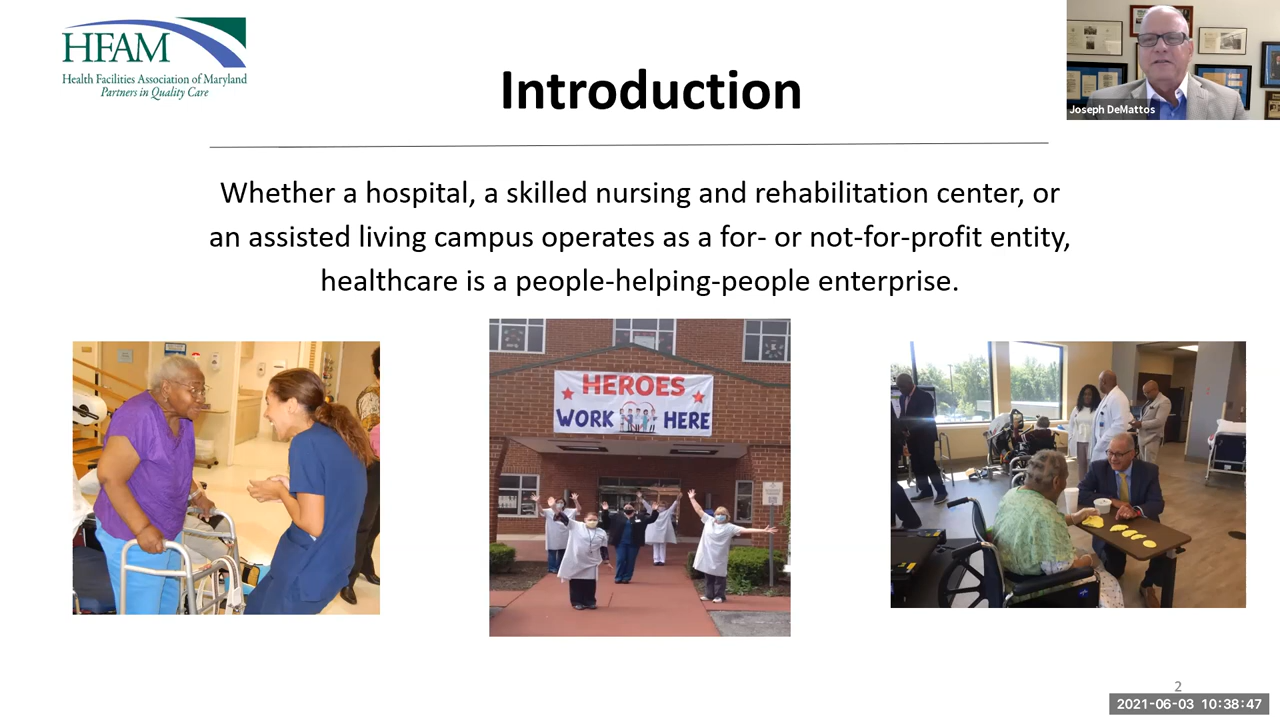 HFAM
Health Facilities Association of Maryland
Partners in Quality Care
Introduction
Joseph DeMattos
Whether a hospital, a skilled nursing and rehabilitation center, or
an assisted living campus operates as a for- or not-for-profit entity,
healthcare is a people-helping-people enterprise.
HEROES
WORK HERE
2
2021-06-03 10:38:47